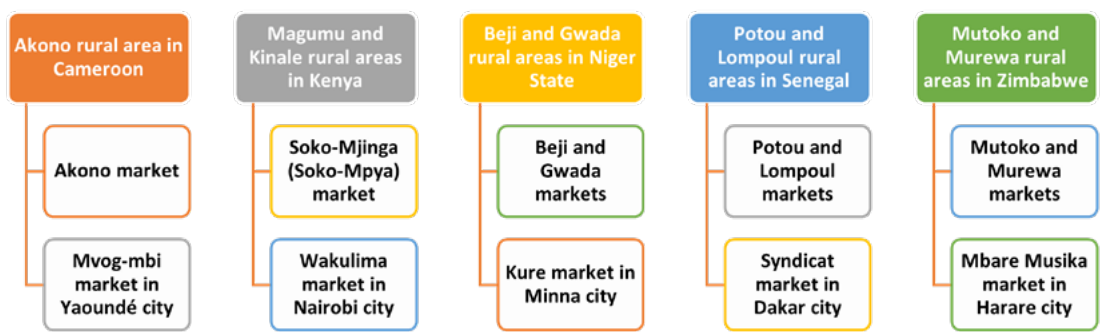 Akono rural area in
Cameroon
Akono market
Mvog-mbi
market in
Yaoundé city
Magumu and
Kinale rural areas
in Kenya
Soko-Mjinga
(Soko-Mpya)
market
Wakulima
market in
Nairobi city
Beji and Gwada
rural areas in Niger
State
Beji and
Gwada
markets
Kure market in
Minna city
Potou and
Lompoul rural
areas in Senegal
Potou and
Lompoul
markets
Syndicat
market in
Dakar city
Mutoko and
Murewa rural
areas in Zimbabwe
Mutoko and
Murewa
markets
Mbare Musika
market in
Harare city